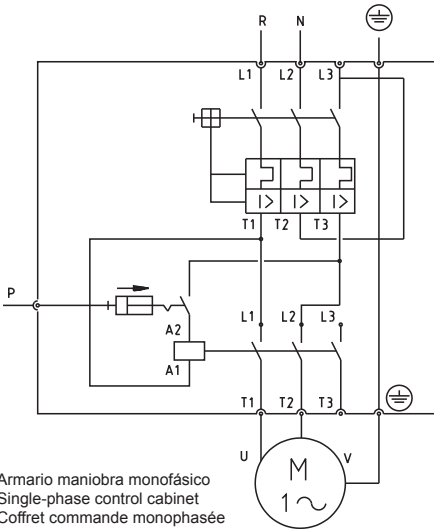 R N
L1 L2 L3
I> I> I>
T1 T2 T3
P
A2
A1
L1 L2 L3
T1 T2 T3
U V
M
1
Armario maniobra monofásico
Single-phase control cabinet
Coffret commande monophasée